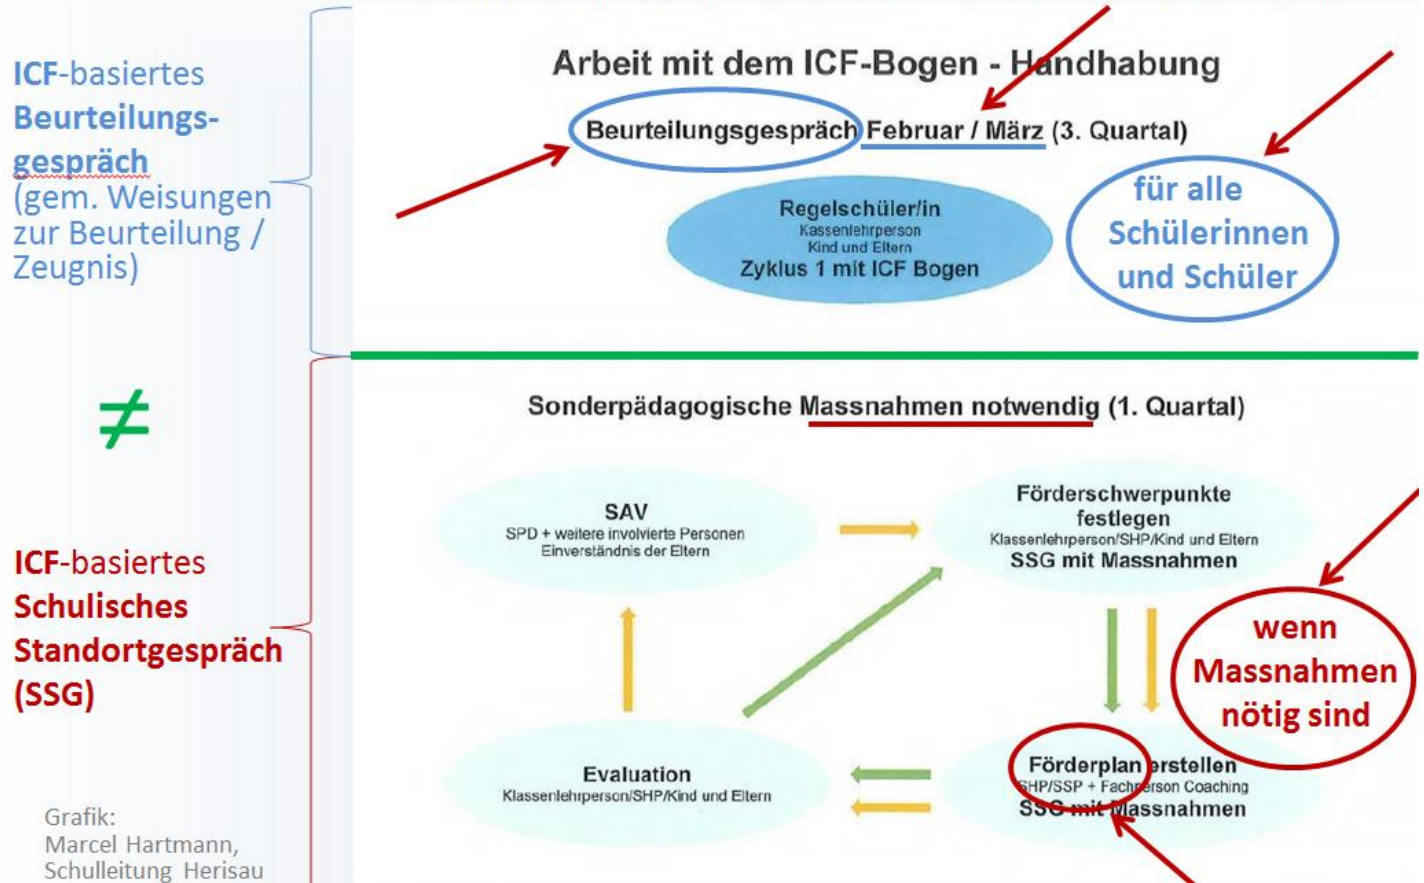 ICF-basiertes
Beurteilungs-
gespräch
(gem. Weisungen
zur Beurteilung /
Zeugnis)
Arbeit mit dem ICF-Bogen - Handhabung
Beurteilungsgespräch Februar / März (3. Quartal)
Regelschüler/in
Kassenlehrperson
Kind und Eltern
Zyklus 1 mit ICF Bogen
für alle
Schülerinnen
und Schüler
≠
Sonderpädagogische Massnahmen notwendig (1. Quartal)
ICF-basiertes
Schulisches
Standortgespräch
(SSG)
SAV
SPD + weitere involvierte Personen
Einverständnis der Eltern
Förderschwerpunkte
festlegen
Klassenlehrperson/SHP/Kind und Eltern
SSG mit Massnahmen
wenn
Massnahmen
nötig sind
Evaluation
Klassenlehrperson/SHP/Kind und Eltern
Förderplan erstellen
SHP/SSP + Fachperson Coaching
SSG mit Massnahmen
Grafik:
Marcel Hartmann,
Schulleitung Herisau